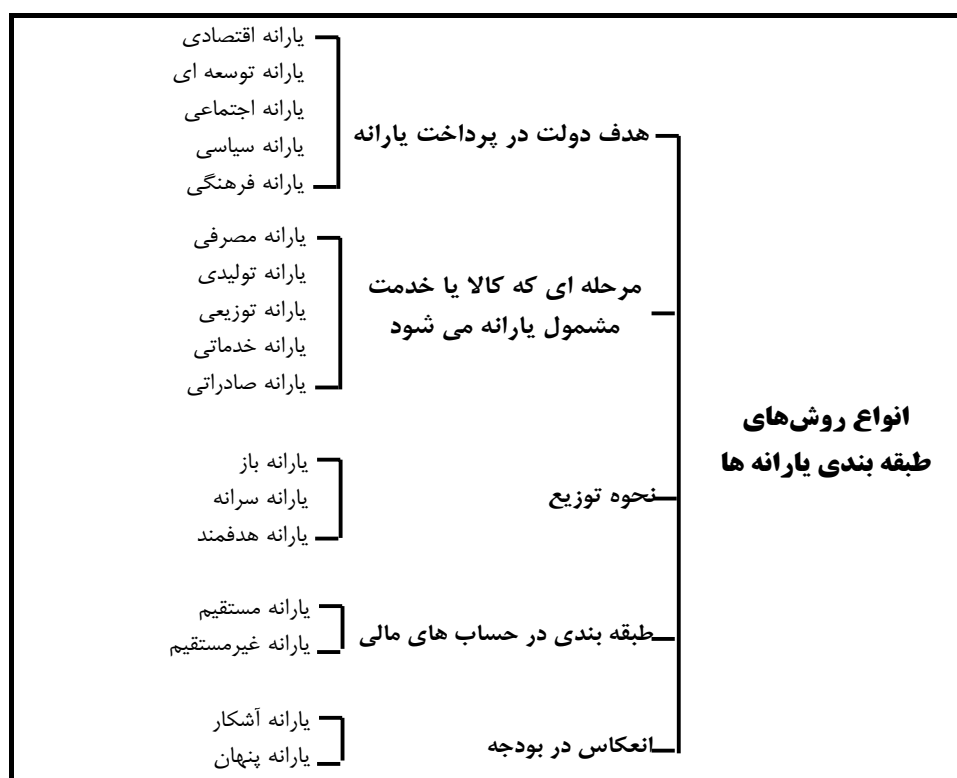 انواع روش‌های
طبقه بندی یارانه ها
هدف دولت در پرداخت یارانه
یارانه اقتصادی
یارانه توسعه ای
یارانه اجتماعی
یارانه سیاسی
یارانه فرهنگی
مرحله ای که کالا یا خدمت
مشمول یارانه می شود
یارانه مصرفی
یارانه تولیدی
یارانه توزیعی
یارانه خدماتی
یارانه صادراتی
نحوه توزیع
یارانه باز
یارانه سرانه
یارانه هدفمند
طبقه بندی در حساب های مالی
یارانه مستقیم
یارانه غیرمستقیم
انعکاس در بودجه
یارانه آشکار
یارانه پنهان